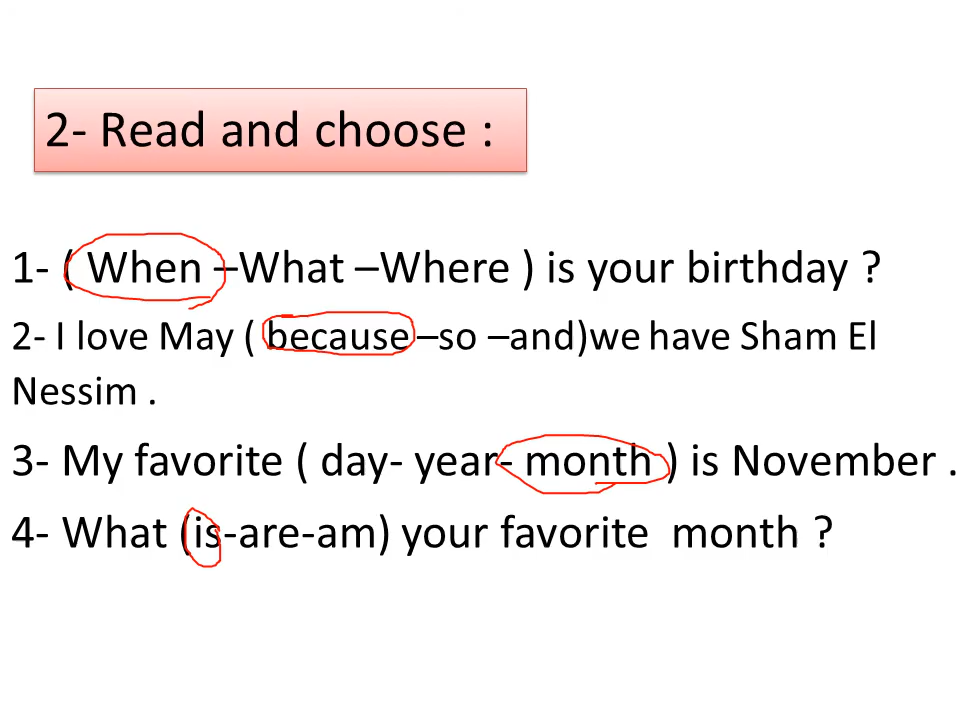 2- Read and choose :
1- ( When –What –Where ) is your birthday ?
2- I love May ( because –so –and)we have Sham El
Nessim .
3- My favorite ( day- year- month ) is November .
4- What (is-are-am) your favorite  month ?